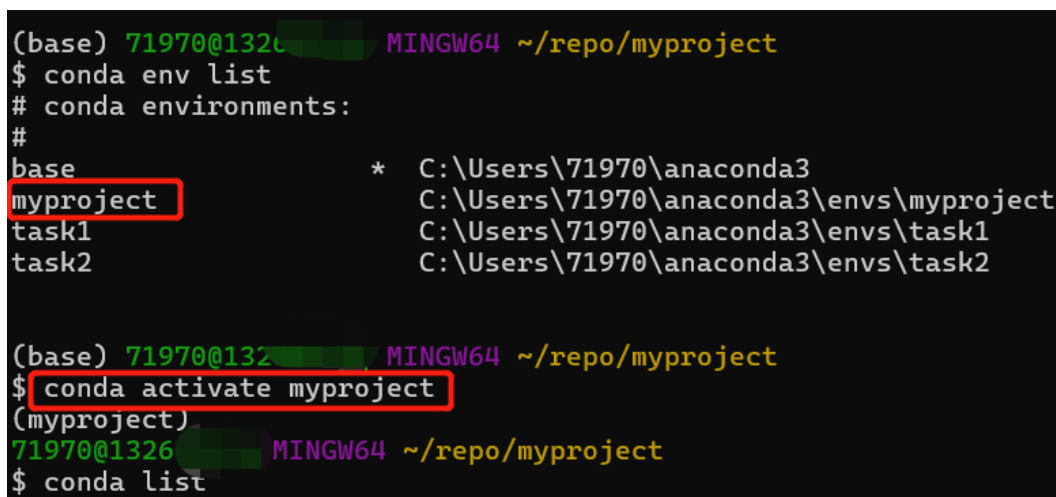 (base) 71970@132 MINGW64 ~/repo/myproject
$ conda env list
# conda environments:
#
base * C:\Users\71970\anaconda3
myproject C:\Users\71970\anaconda3\envs\myproject
task1 C:\Users\71970\anaconda3\envs\task1
task2 C:\Users\71970\anaconda3\envs\task2
(base) 71970@132 MINGW64 ~/repo/myproject
$ conda activate myproject
(myproject)
71970@1326 MINGW64 ~/repo/myproject
$ conda list